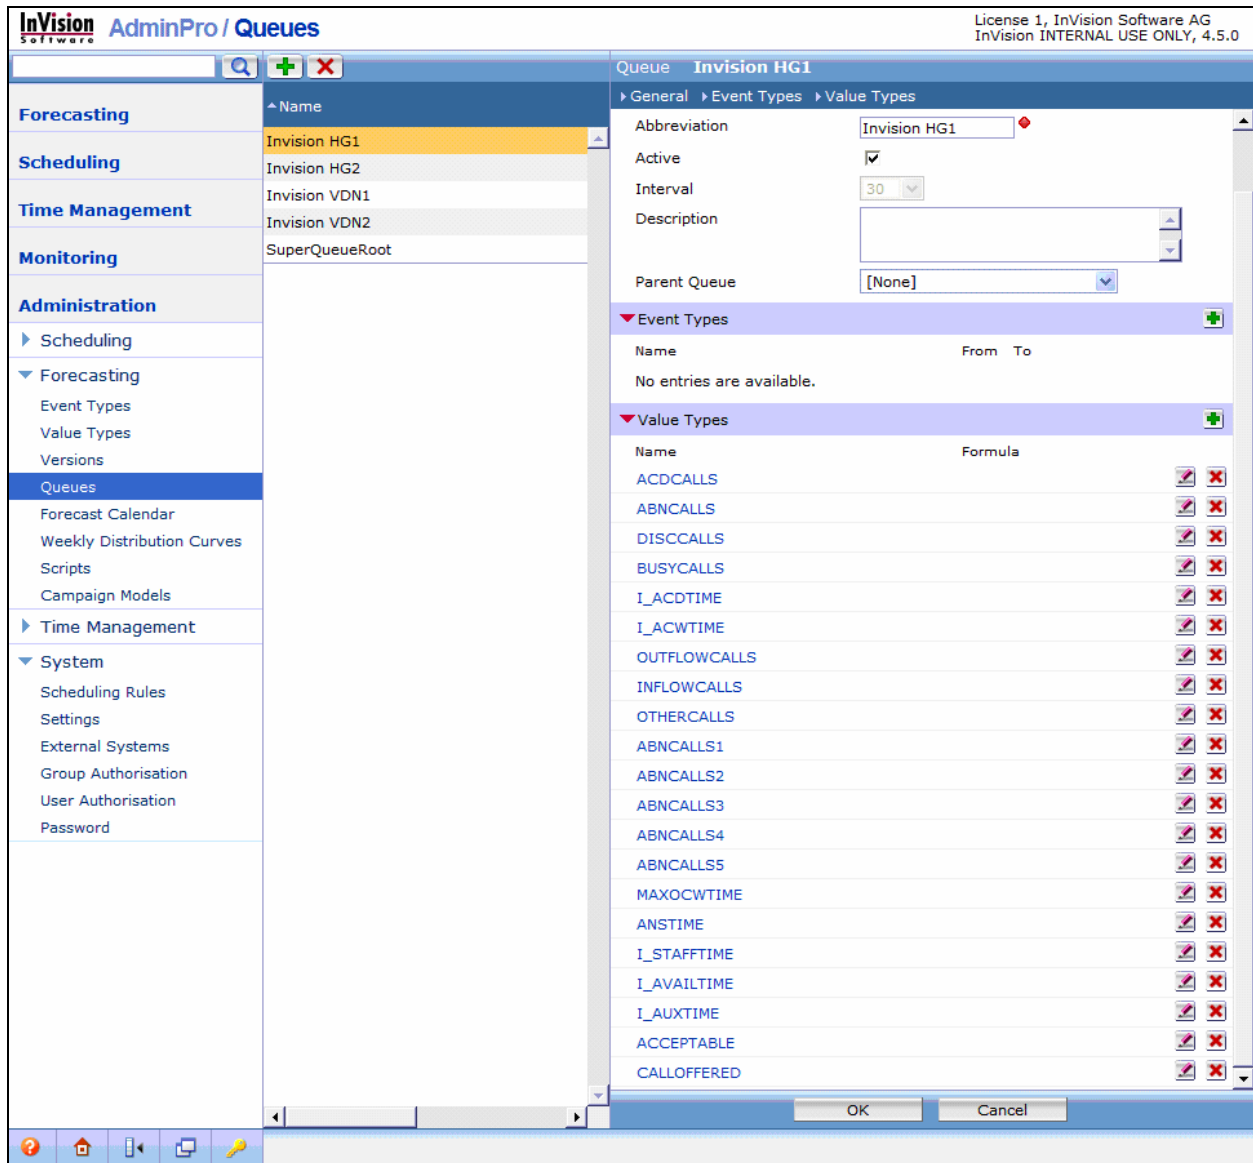 InVision
Software
AdminPro / Queues
License 1, InVision Software AG
InVision INTERNAL USE ONLY, 4.5.0
Forecasting
Scheduling
Time Management
Monitoring
Administration
Scheduling
Forecasting
Event Types
Value Types
Versions
Queues
Forecast Calendar
Weekly Distribution Curves
Scripts
Campaign Models
Time Management
System
Scheduling Rules
Settings
External Systems
Group Authorisation
User Authorisation
Password
Name
Invision HG1
Invision HG2
Invision VDN1
Invision VDN2
SuperQueueRoot
Queue Invision HG1
General Event Types Value Types
Abbreviation Invision HG1
Active
Interval 30
Description
Parent Queue [None]
Event Types
Name From To
No entries are available.
Value Types
Name Formula
ACDCALLS
ABNCALLS
DISCCALLS
BUSYCALLS
I_ACDTIME
I_ACWTIME
OUTFLOWCALLS
INFLOWCALLS
OTHERCALLS
ABNCALLS1
ABNCALLS2
ABNCALLS3
ABNCALLS4
ABNCALLS5
MAXOCWTIME
ANSTIME
I_STAFFTIME
I_AVAILTIME
I_AUXTIME
ACCEPTABLE
CALLOFFERED
OK Cancel